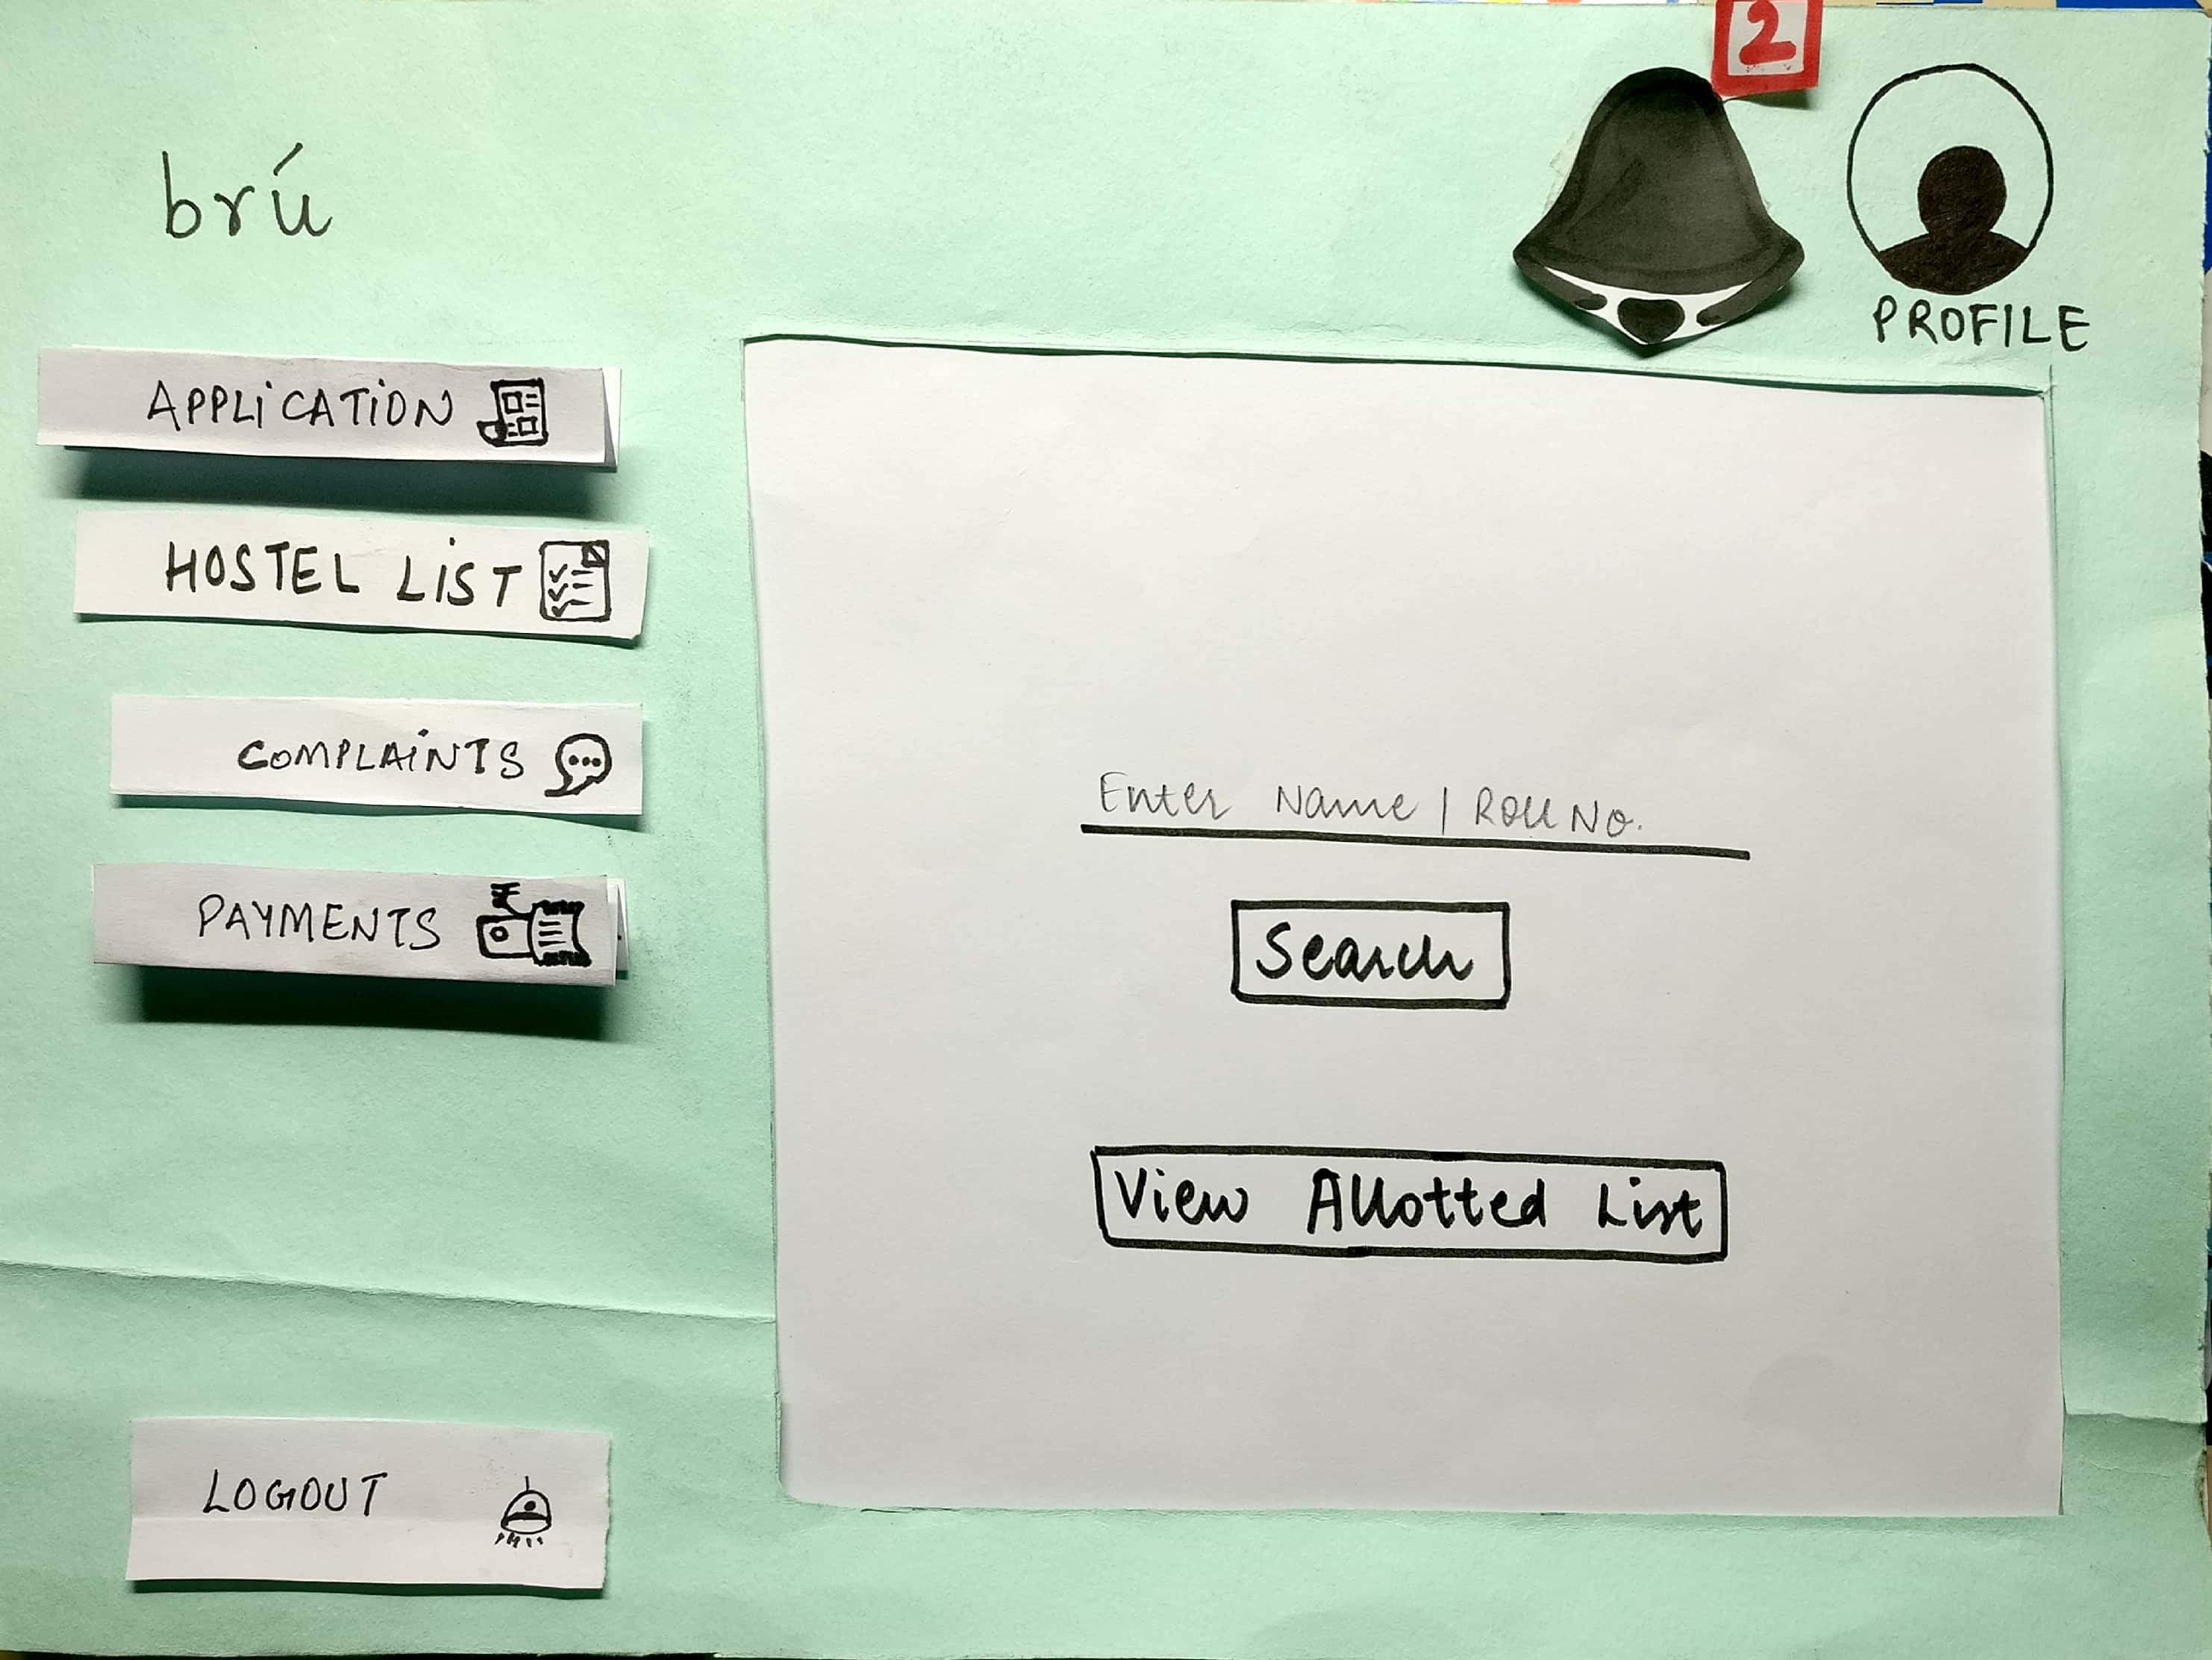 2
brú
PROFILE
APPLiCATiON
HOSTEL LiST
COMPLAiNTS
PAYMENTS
₹
LOGOUT
Enter Name | Roll No.
Search
View Allotted List